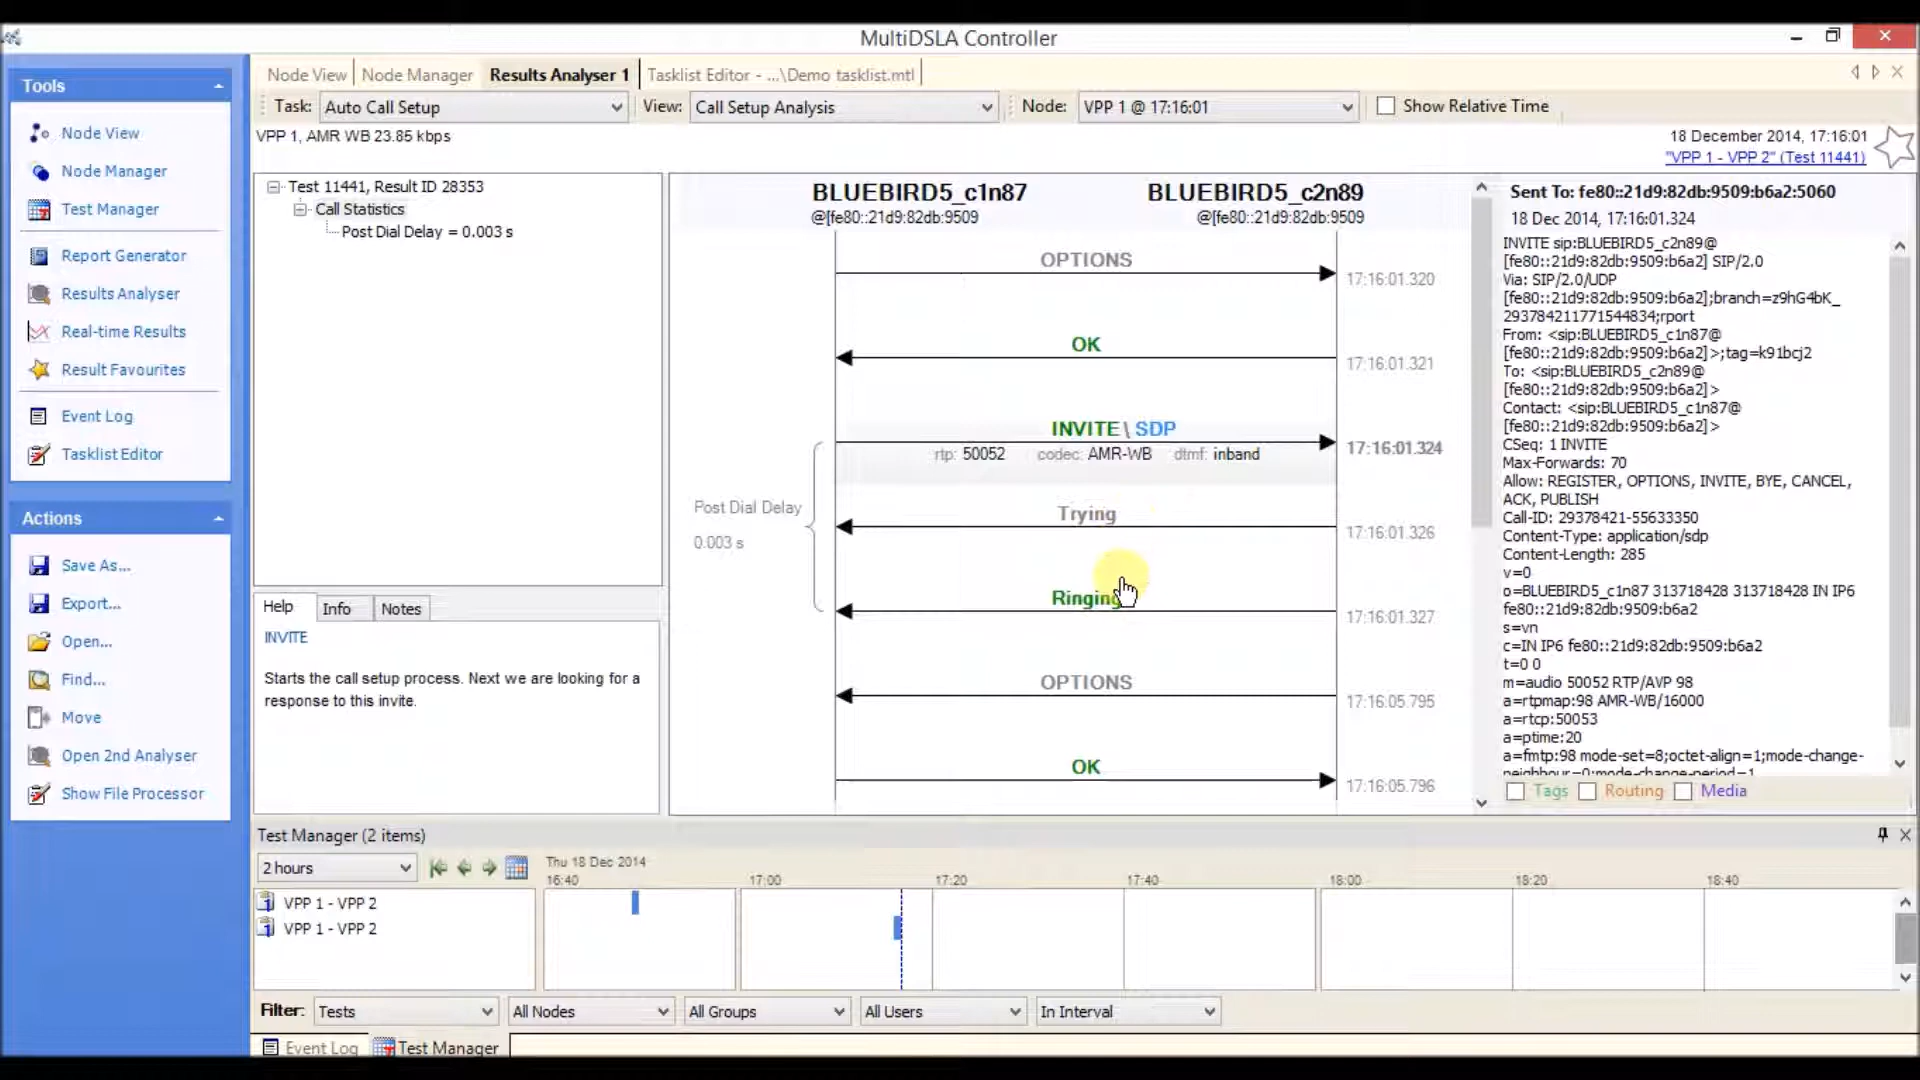 MultiDSLA Controller
Tools
Node View
Node Manager
Test Manager
Report Generator
Results Analyser
Real-time Results
Result Favourites
Event Log
Tasklist Editor
Actions
Save As...
Export...
Open...
Find...
Move
Open 2nd Analyser
Show File Processor
Node View
Node Manager
Results Analyser 1
Tasklist Editor - ...\Demo tasklist.mtl
Task: Auto Call Setup
View: Call Setup Analysis
Node: VPP 1 @ 17:16:01
Show Relative Time
VPP 1, AMR WB 23.85 kbps
18 December 2014, 17:16:01
"VPP 1 - VPP 2" (Test 11441)
Test 11441, Result ID 28353
Call Statistics
Post Dial Delay = 0.003 s
Help
Info
Notes
INVITE
Starts the call setup process. Next we are looking for a
response to this invite.
BLUEBIRD5_c1n87
@[fe80::21d9:82db:9509
BLUEBIRD5_c2n89
@[fe80::21d9:82db:9509
OPTIONS
17:16:01.320
OK
17:16:01.321
INVITE \ SDP
rtp: 50052 codec: AMR-WB dtmf: inband
17:16:01.324
Post Dial Delay
0.003 s
Trying
17:16:01.326
Ringing
17:16:01.327
OPTIONS
17:16:05.795
OK
17:16:05.796
Sent To: fe80::21d9:82db:9509:b6a2:5060
18 Dec 2014, 17:16:01.324
INVITE sip:BLUEBIRD5_c2n89@
[fe80::21d9:82db:9509:b6a2] SIP/2.0
Via: SIP/2.0/UDP
[fe80::21d9:82db:9509:b6a2];branch=z9hG4bK_
293784211771544834;rport
From: <sip:BLUEBIRD5_c1n87@
[fe80::21d9:82db:9509:b6a2]>;tag=k91bcj2
To: <sip:BLUEBIRD5_c2n89@
[fe80::21d9:82db:9509:b6a2]>
Contact: <sip:BLUEBIRD5_c1n87@
[fe80::21d9:82db:9509:b6a2]>
CSeq: 1 INVITE
Max-Forwards: 70
Allow: REGISTER, OPTIONS, INVITE, BYE, CANCEL,
ACK, PUBLISH
Call-ID: 29378421-55633350
Content-Type: application/sdp
Content-Length: 285
v=0
o=BLUEBIRD5_c1n87 313718428 313718428 IN IP6
fe80::21d9:82db:9509:b6a2
s=vn
c=IN IP6 fe80::21d9:82db:9509:b6a2
t=0 0
m=audio 50052 RTP/AVP 98
a=rtpmap:98 AMR-WB/16000
a=rtcp:50053
a=ptime:20
a=fmtp:98 mode-set=8;octet-align=1;mode-change-
neighbour=0;mode-change-period=1
Tags
Routing
Media
Test Manager (2 items)
2 hours
Thu 18 Dec 2014
16:40
17:00
17:20
17:40
18:00
18:20
18:40
VPP 1 - VPP 2
VPP 1 - VPP 2
Filter: Tests
All Nodes
All Groups
All Users
In Interval
Event Log
Test Manager